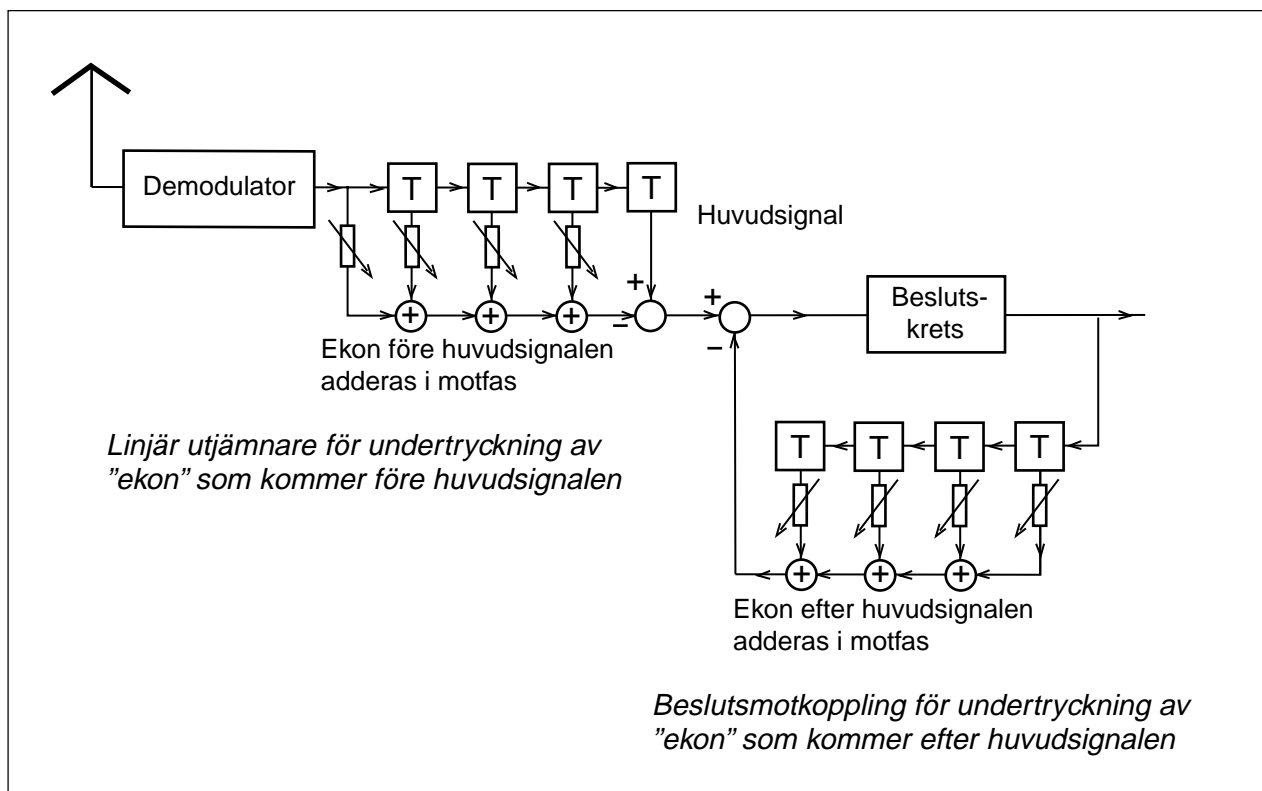 Demodulator
T T T T
Huvudsignal
+
+
−
−
+ + +
Besluts-
krets
Ekon före huvudsignalen
adderas i motfas
Linjär utjämnare för undertryckning av
”ekon” som kommer före huvudsignalen
T T T T
+ + +
Ekon efter huvudsignalen
adderas i motfas
Beslutsmotkoppling för undertryckning av
”ekon” som kommer efter huvudsignalen